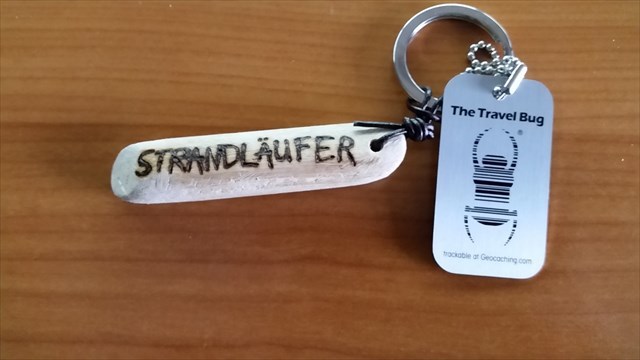 STRANDLÄUFER
The Travel Bug
®
trackable at Geocaching.com